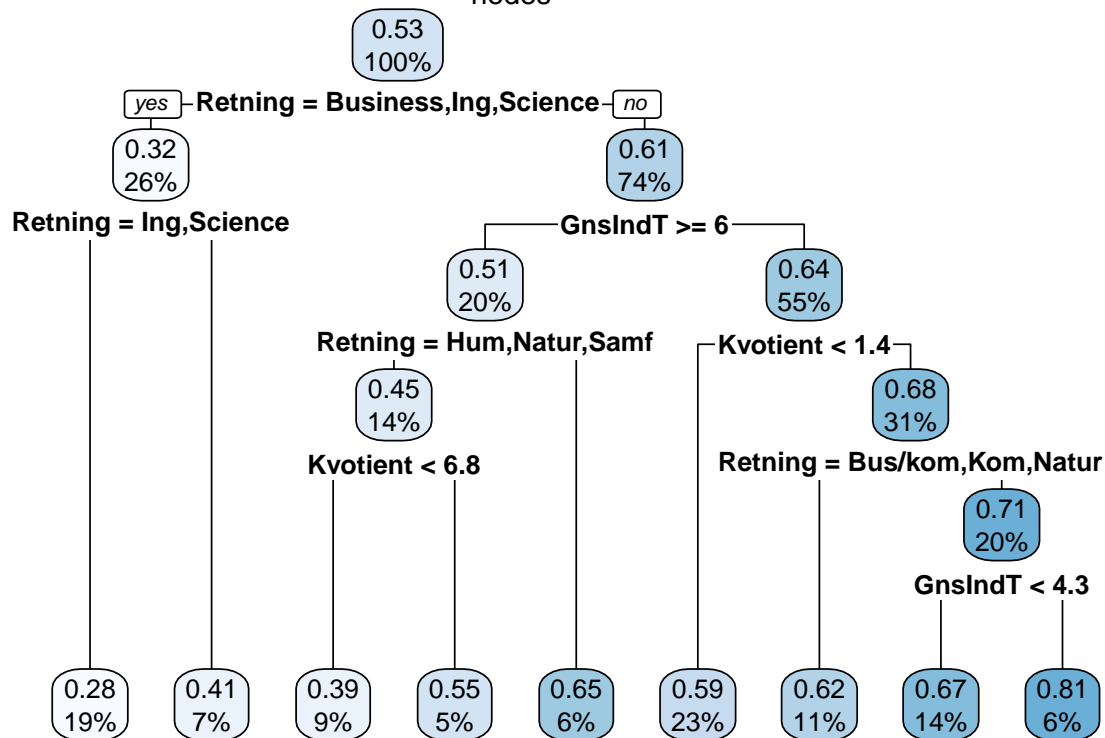 nodes
0.53
100%
yes Retning = Business,Ing,Science no
0.32
26%
0.61
74%
Retning = Ing,Science
GnsIndT >= 6
0.51
20%
0.64
55%
Retning = Hum,Natur,Samf
Kvotient < 1.4
0.45
14%
0.68
31%
Kvotient < 6.8
Retning = Bus/kom,Kom,Natur
0.71
20%
GnsIndT < 4.3
0.28 0.41 0.39 0.55 0.65 0.59 0.62 0.67 0.81
19% 7% 9% 5% 6% 23% 11% 14% 6%